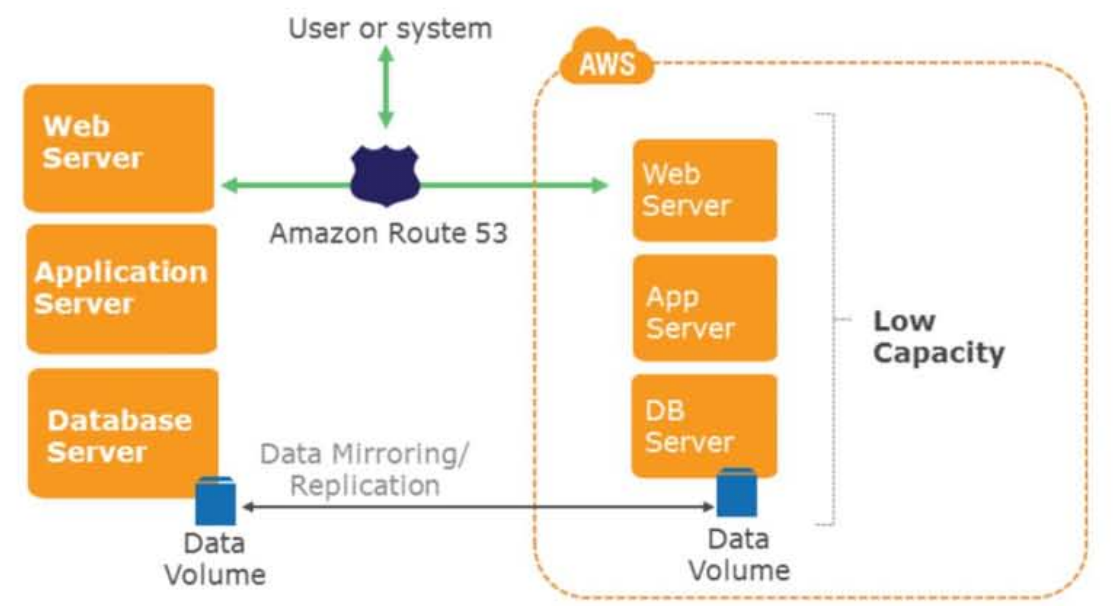 User or system
AWS
Web
Server
Amazon Route 53
Web
Server
Application
Server
App
Server
Low
Capacity
Database
Server
DB
Server
Data Mirroring/
Replication
Data
Volume
Data
Volume